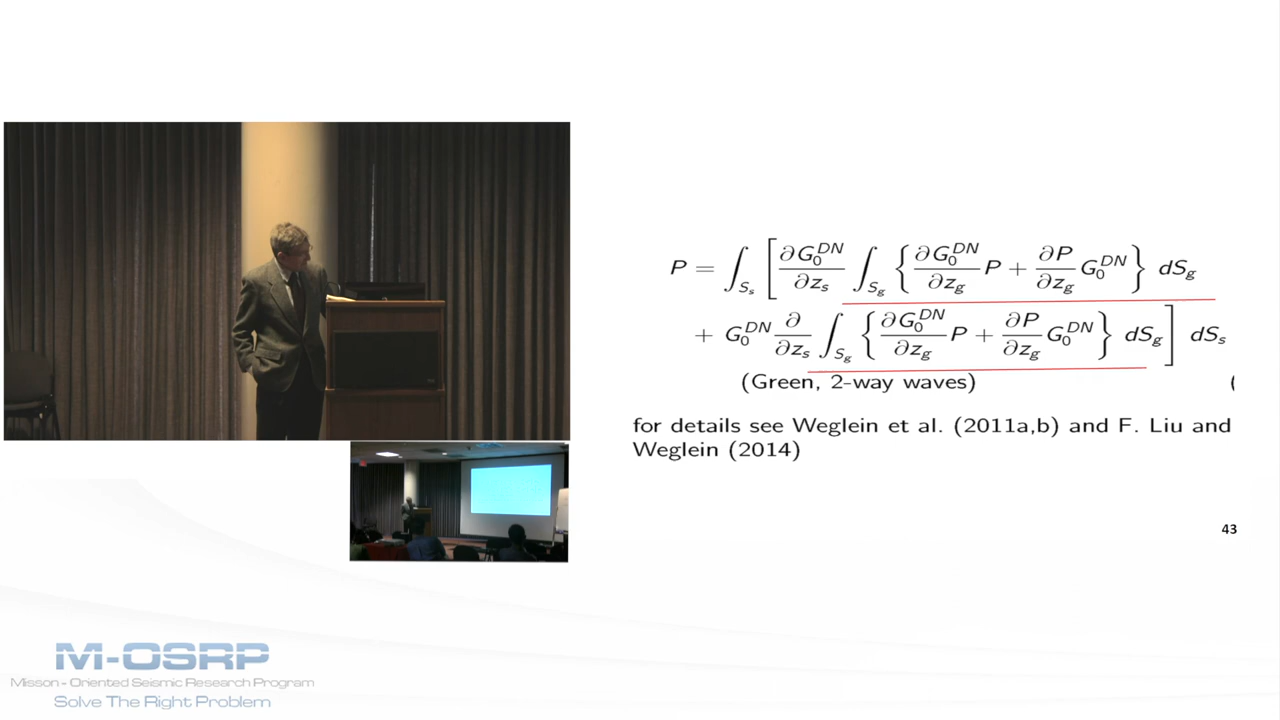 P = ∫_{S_s} [ ∂G_0^{DN}/∂z_s ∫_{S_g} { ∂G_0^{DN}/∂z_g P + ∂P/∂z_g G_0^{DN} } dS_g
+ G_0^{DN} ∂/∂z_s ∫_{S_g} { ∂G_0^{DN}/∂z_g P + ∂P/∂z_g G_0^{DN} } dS_g ] dS_s
(Green, 2-way waves) (
for details see Weglein et al. (2011a,b) and F. Liu and
Weglein (2014)
43
M-OSRP
Misson - Oriented Seismic Research Program
Solve The Right Problem